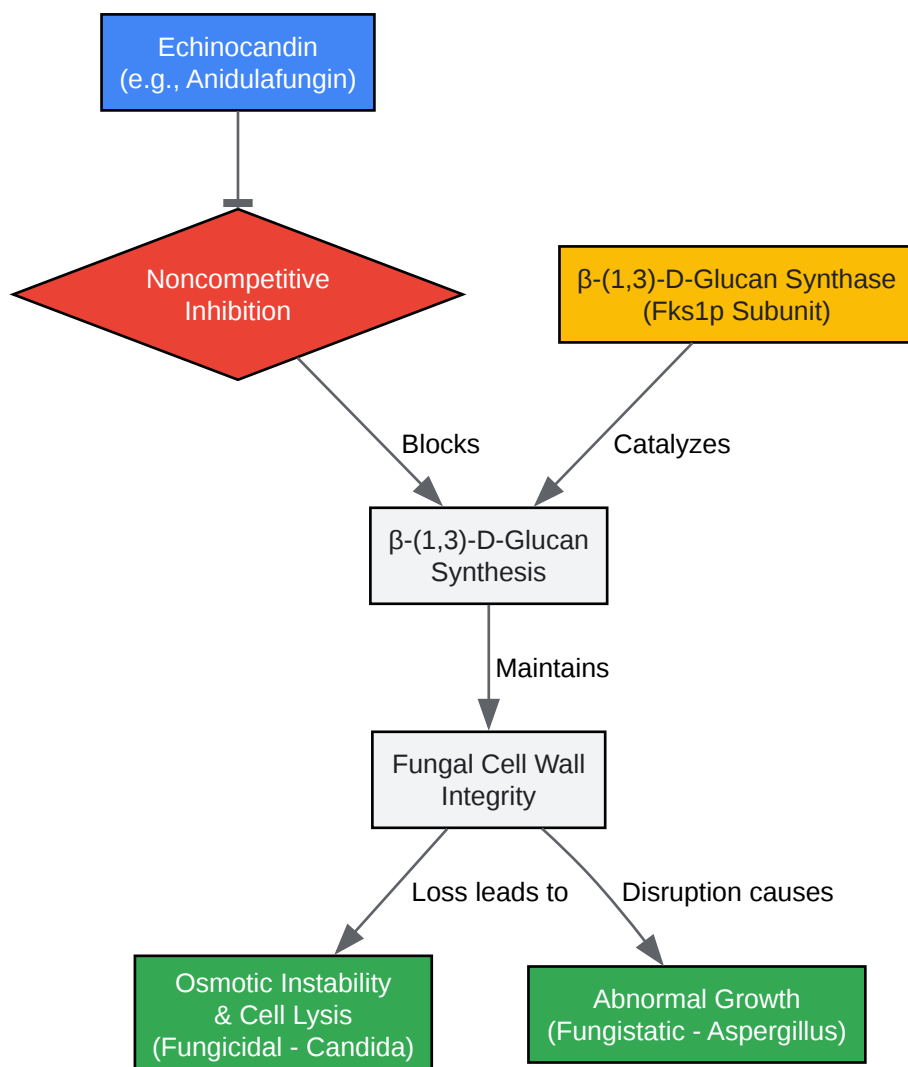 Echinocandin
(e.g., Anidulafungin)
Noncompetitive
Inhibition
β-(1,3)-D-Glucan Synthase
(Fks1p Subunit)
Blocks
Catalyzes
β-(1,3)-D-Glucan
Synthesis
Maintains
Fungal Cell Wall
Integrity
Loss leads to
Disruption causes
Osmotic Instability
& Cell Lysis
(Fungicidal - Candida)
Abnormal Growth
(Fungistatic - Aspergillus)